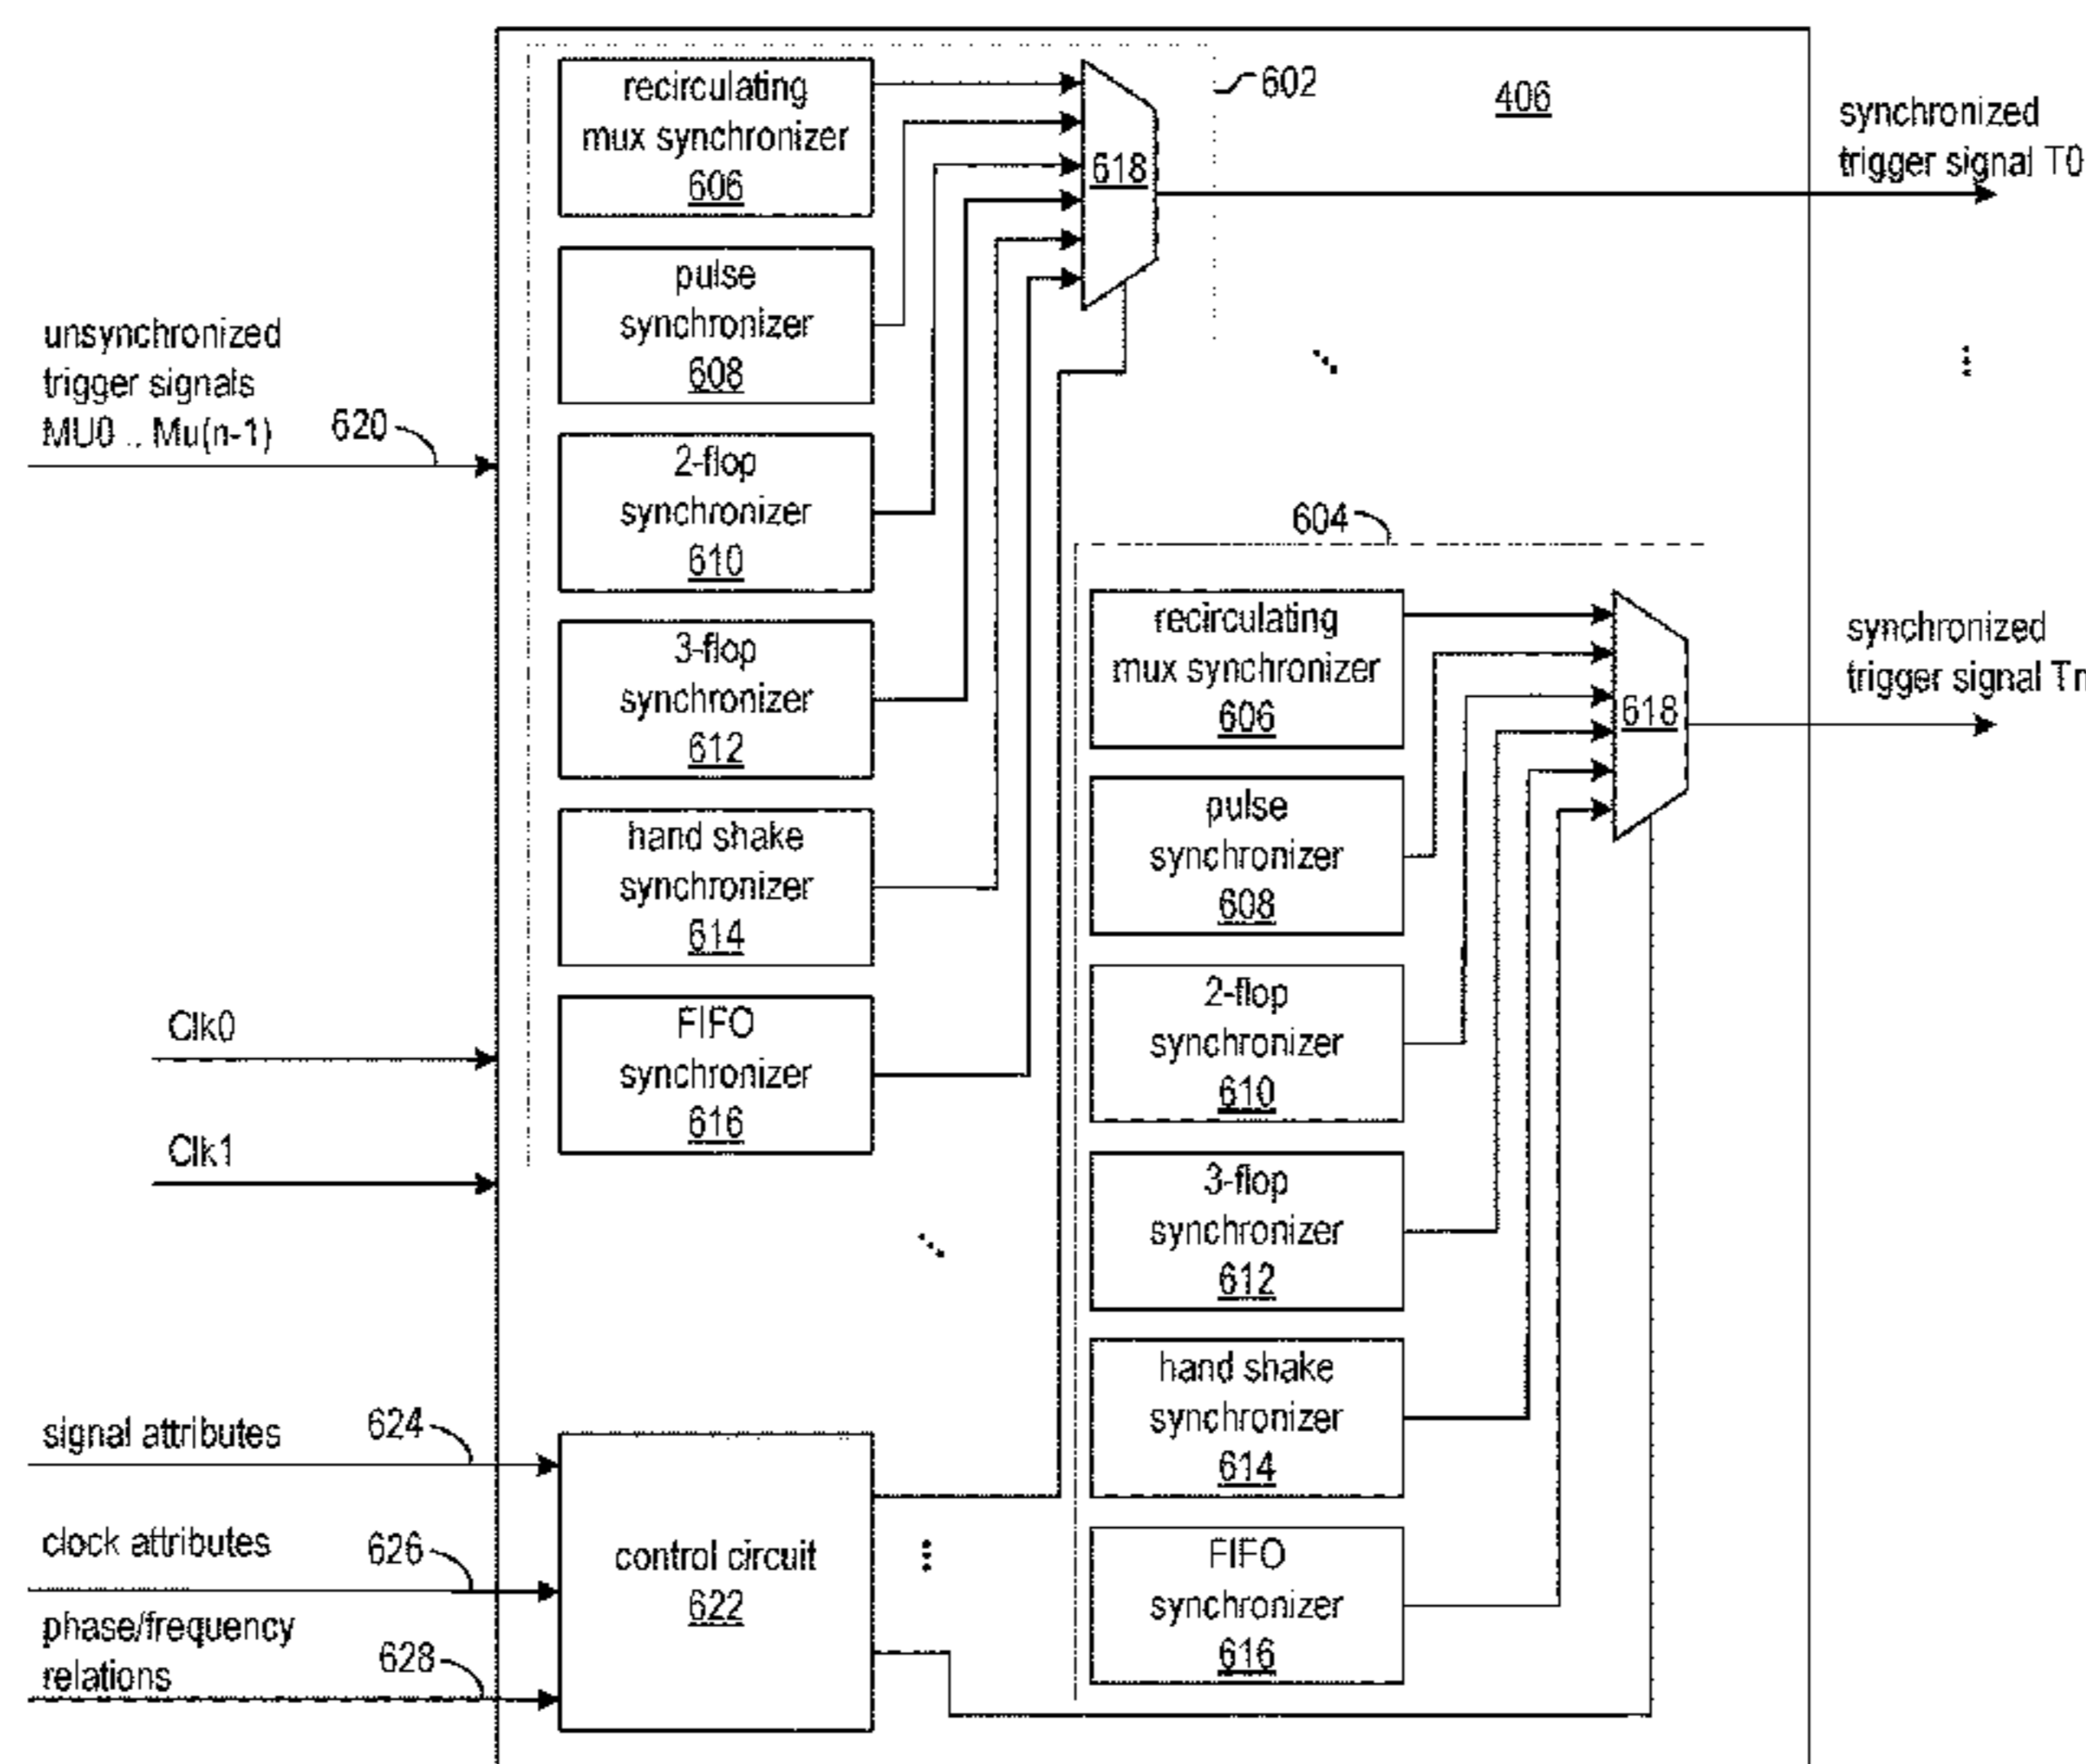 recirculating
mux synchronizer
606
602
406
618
synchronized
trigger signal T0
pulse
synchronizer
608
unsynchronized
trigger signals
MU0 .. Mu(n-1)
620
2-flop
synchronizer
610
604
3-flop
synchronizer
612
recirculating
mux synchronizer
606
618
synchronized
trigger signal Tn
hand shake
synchronizer
614
pulse
synchronizer
608
FIFO
synchronizer
616
2-flop
synchronizer
610
Clk0
Clk1
3-flop
synchronizer
612
hand shake
synchronizer
614
signal attributes
624
clock attributes
626
phase/frequency
relations
628
control circuit
622
FIFO
synchronizer
616